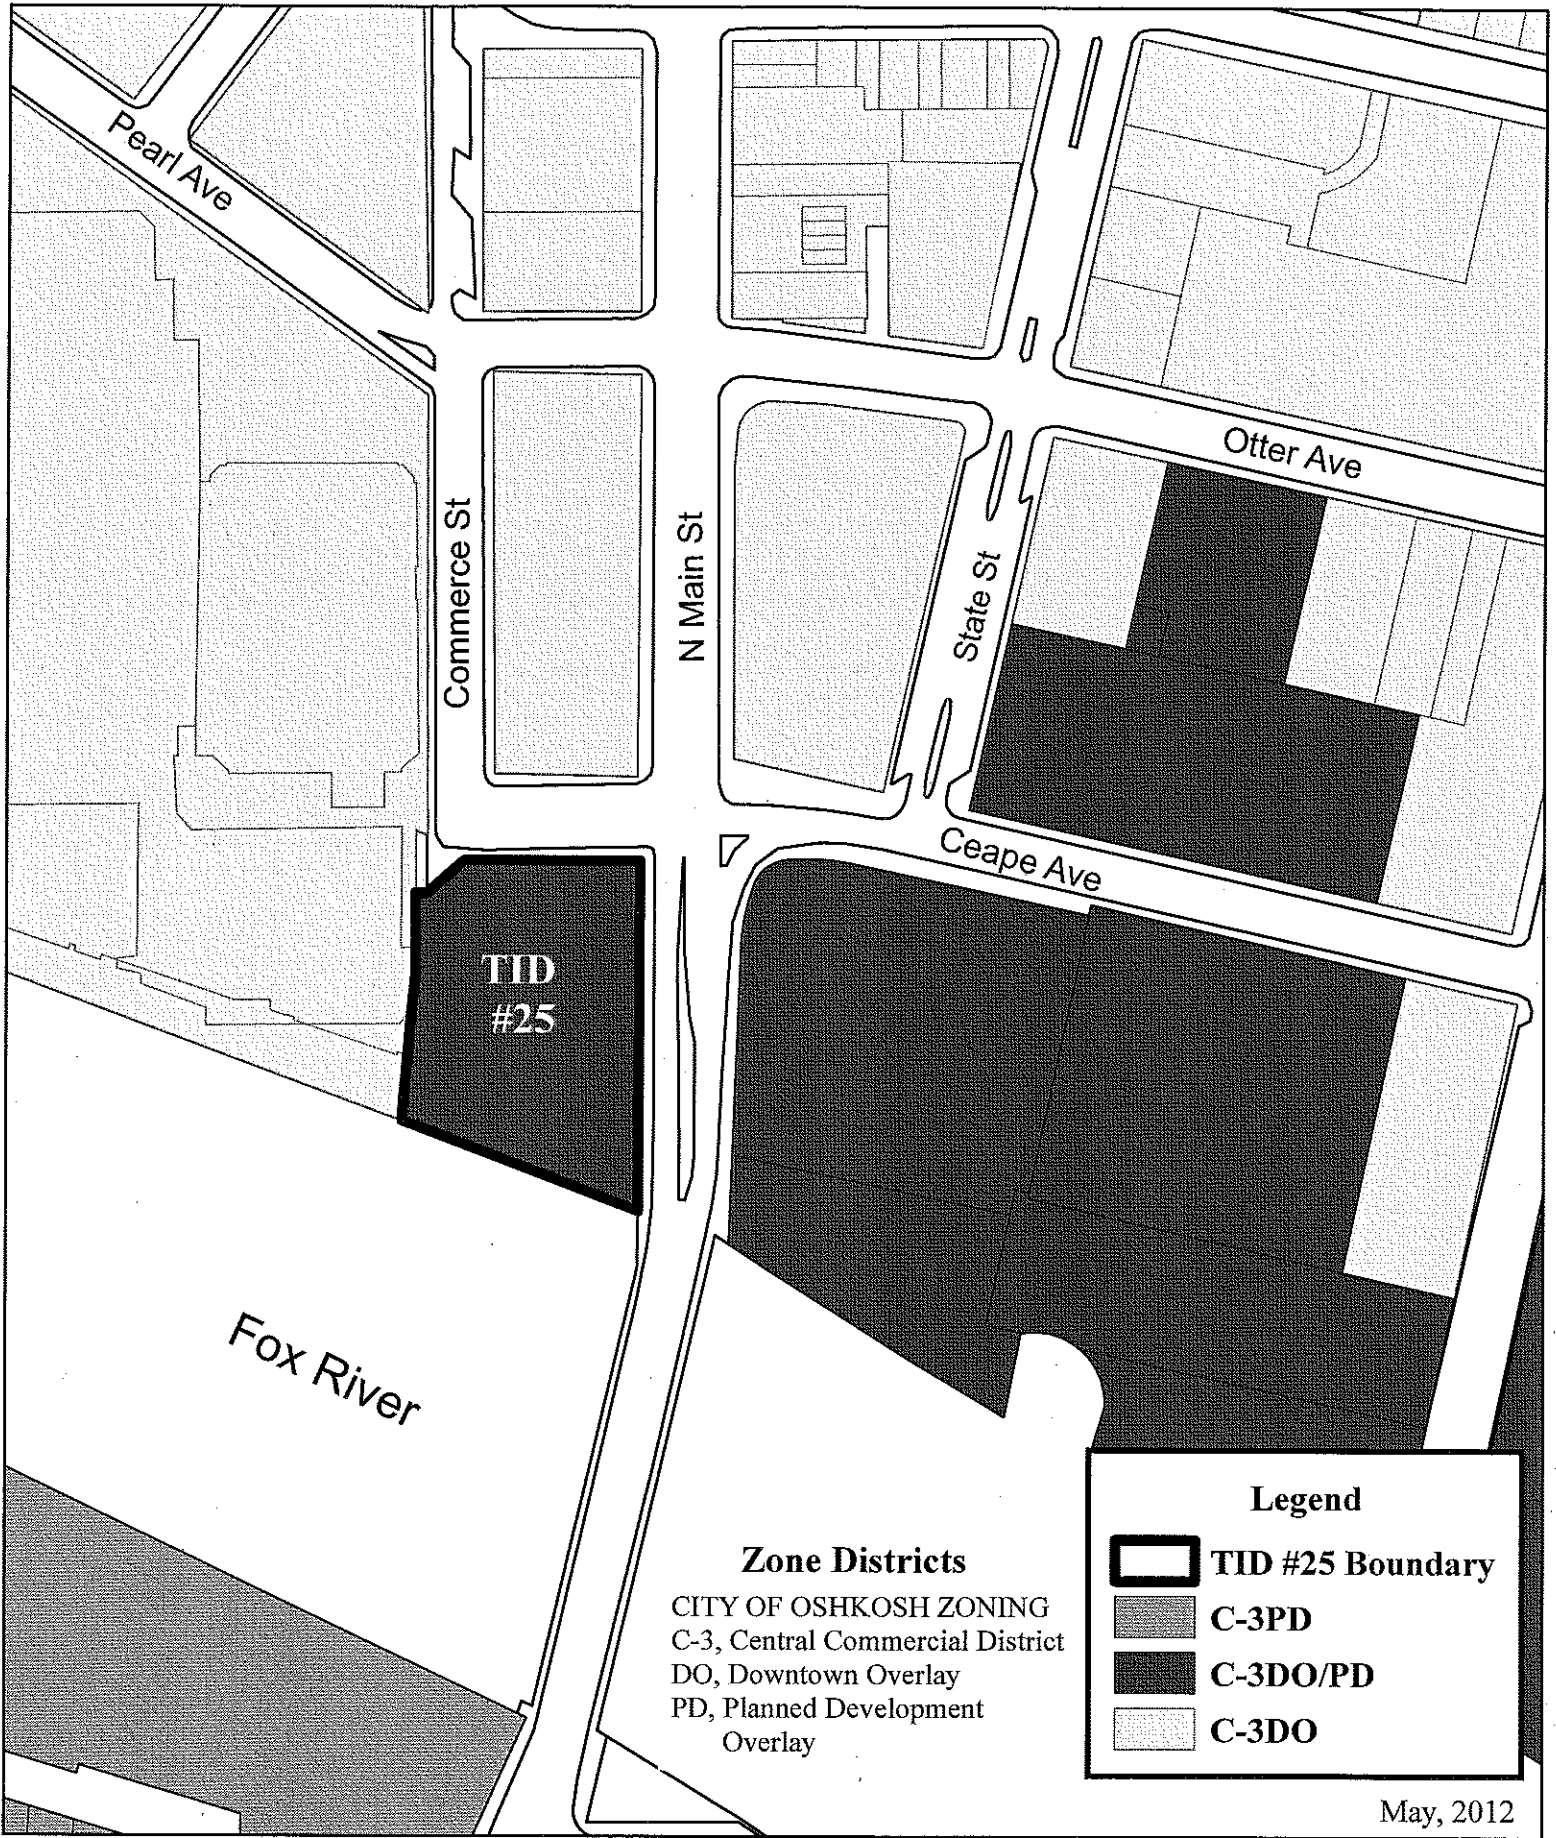 Pearl Ave
Otter Ave
Commerce St
N Main St
State St
Ceape Ave
TID
#25
Fox River
Zone Districts
CITY OF OSHKOSH ZONING
C-3, Central Commercial District
DO, Downtown Overlay
PD, Planned Development
Overlay
Legend
TID #25 Boundary
C-3PD
C-3DO/PD
C-3DO
May, 2012